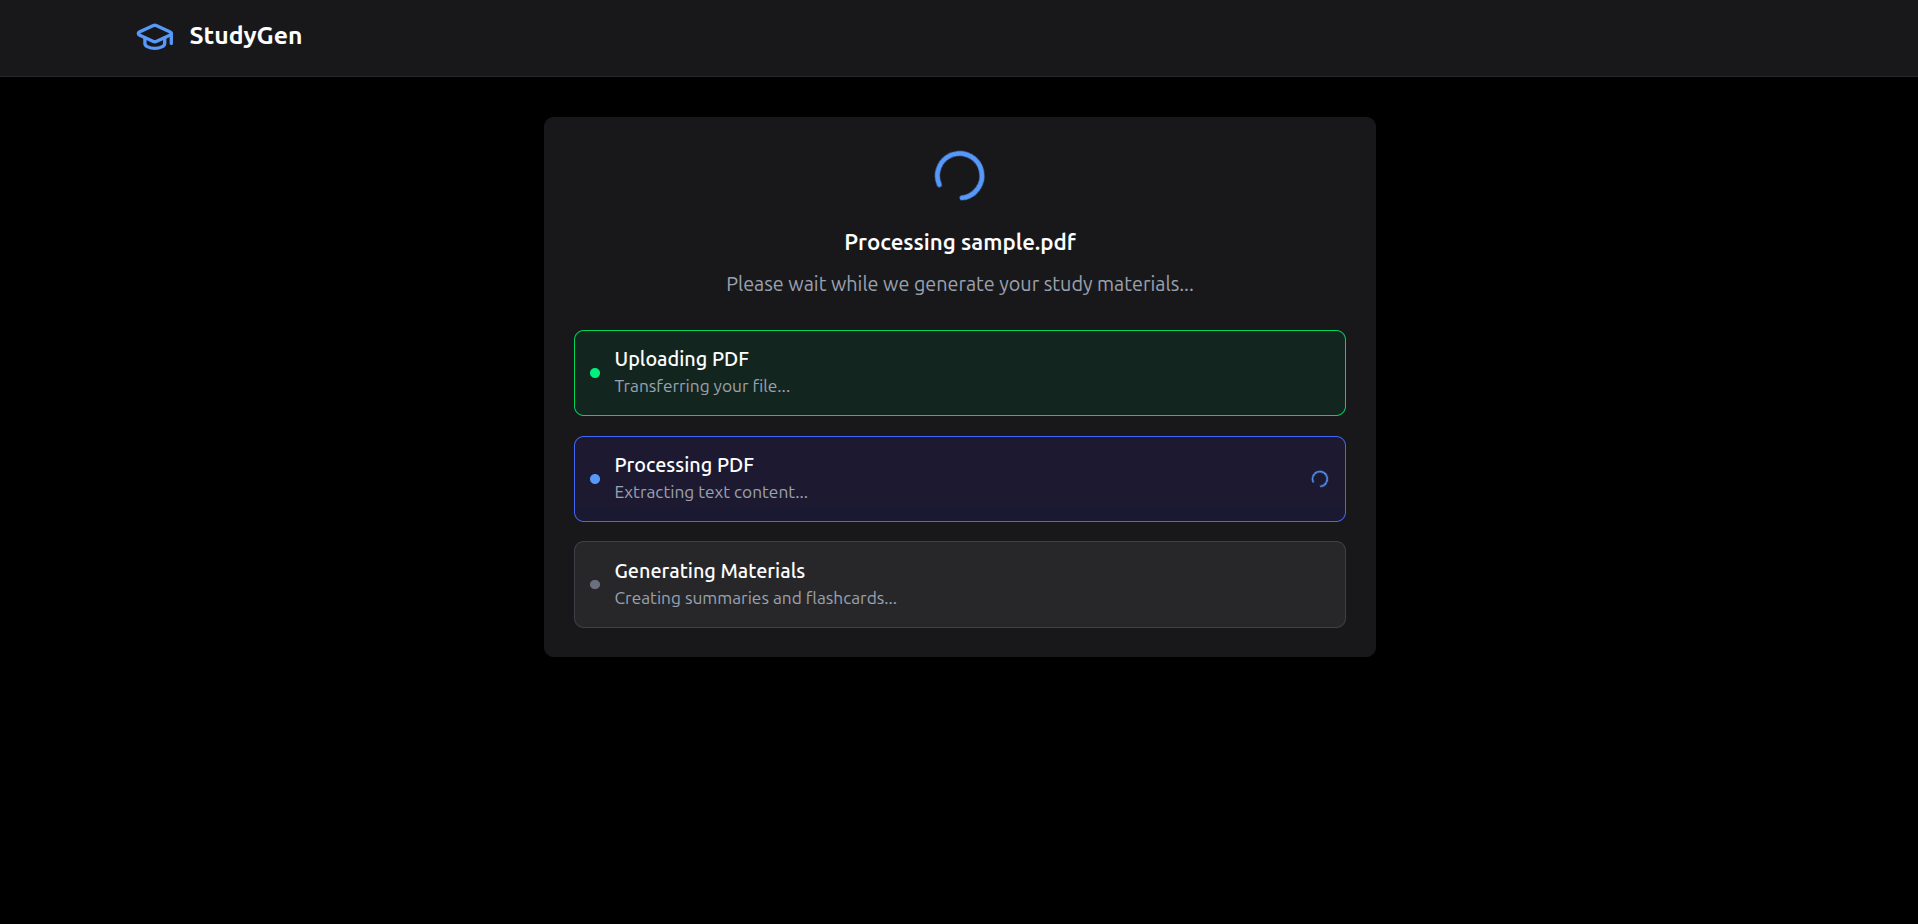 StudyGen
Processing sample.pdf
Please wait while we generate your study materials...
Uploading PDF
Transferring your file...
Processing PDF
Extracting text content...
Generating Materials
Creating summaries and flashcards...